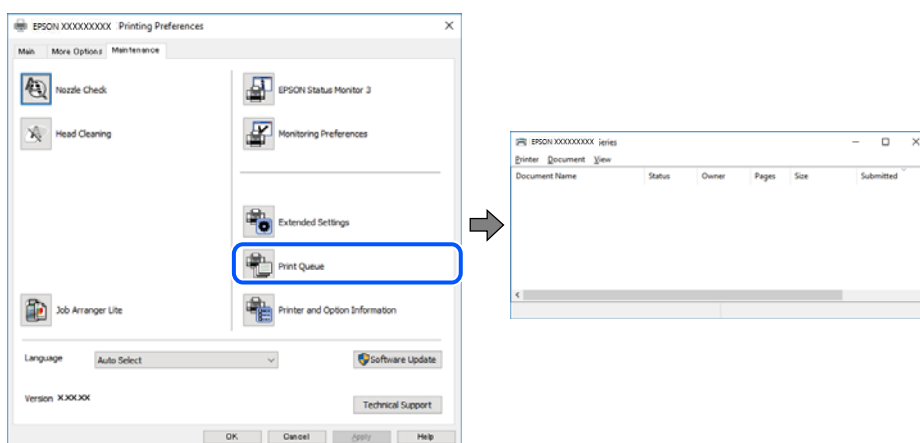 EPSON XXXXXXXXX Printing Preferences
Main More Options Maintenance
Nozzle Check
EPSON Status Monitor 3
Head Cleaning
Monitoring Preferences
Extended Settings
Print Queue
Job Arranger Lite
Printer and Option Information
Language Auto Select Software Update
Version X.XX.XX
Technical Support
OK Cancel Apply Help
EPSON XXXXXXXXX ieries
Printer Document View
Document Name Status Owner Pages Size Submitted